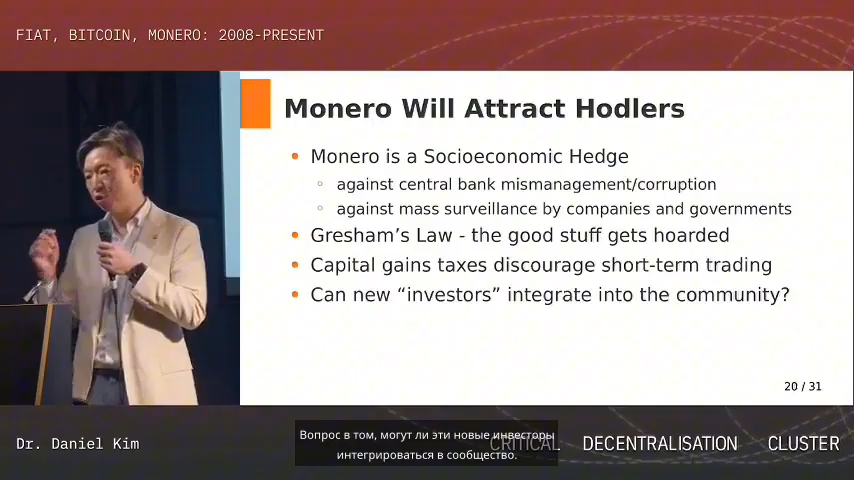 FIAT, BITCOIN, MONERO: 2008-PRESENT
Monero Will Attract Hodlers
Monero is a Socioeconomic Hedge
against central bank mismanagement/corruption
against mass surveillance by companies and governments
Gresham’s Law - the good stuff gets hoarded
Capital gains taxes discourage short-term trading
Can new “investors” integrate into the community?
20 / 31
Dr. Daniel Kim
CRITICAL DECENTRALISATION CLUSTER
Вопрос в том, могут ли эти новые инвесторы
интегрироваться в сообщество.